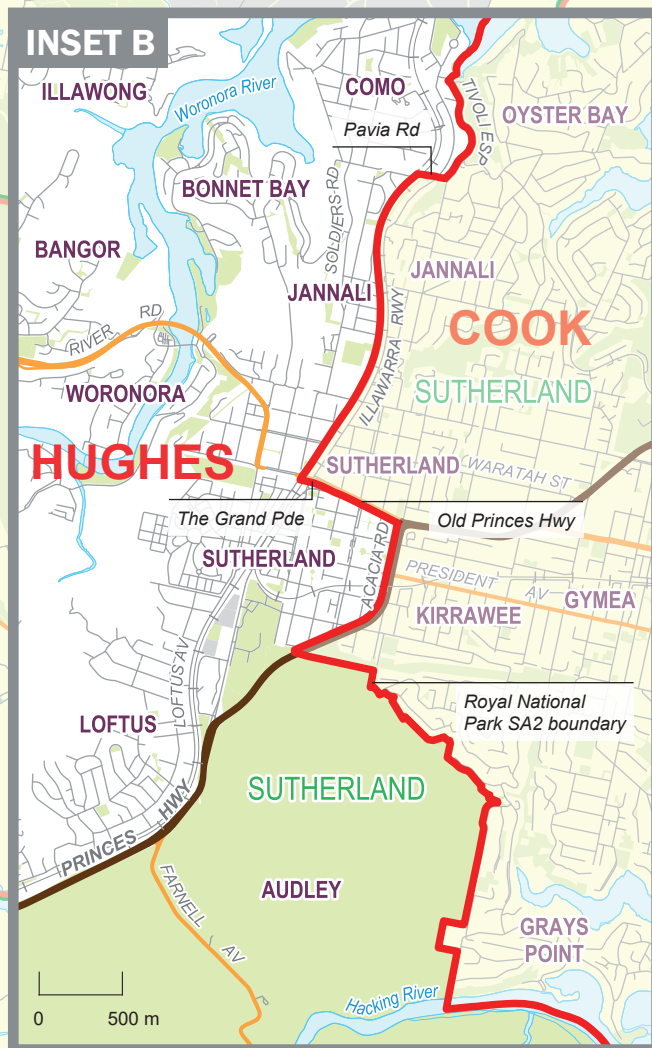 INSET B
ILLAWONG
Woronora River
COMO
TIVOLI ESP
OYSTER BAY
Pavia Rd
BONNET BAY
SOLDIERS RD
BANGOR
JANNALI
JANNALI
ILLAWARRA RWY
COOK
RIVER RD
SUTHERLAND
WORONORA
HUGHES
SUTHERLAND
WARATAH ST
The Grand Pde
Old Princes Hwy
SUTHERLAND
ACACIA RD
PRESIDENT AV
GYMEA
KIRRAWEE
LOFTUS AV
Royal National
Park SA2 boundary
LOFTUS
SUTHERLAND
PRINCES HWY
AUDLEY
FARNELL AV
GRAYS
POINT
Hacking River
0 500 m